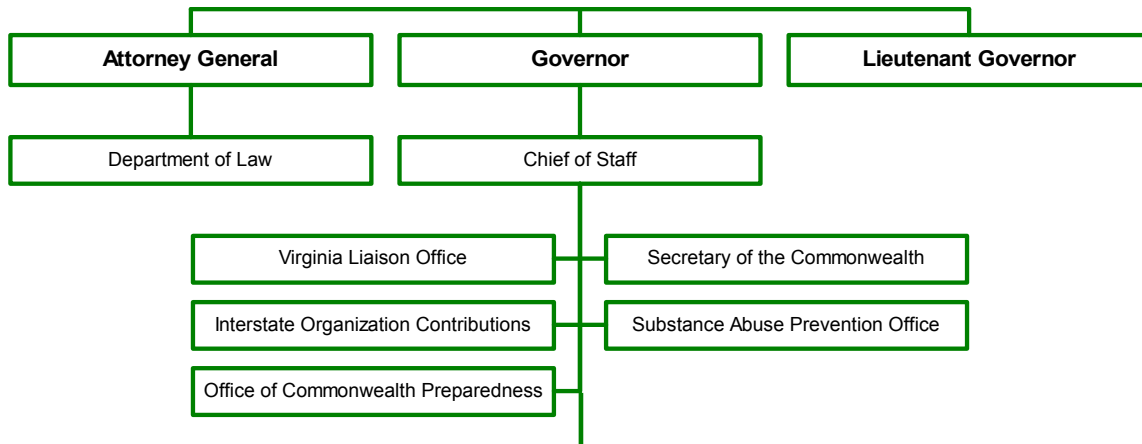 Attorney General
Governor
Lieutenant Governor
Department of Law
Chief of Staff
Virginia Liaison Office
Secretary of the Commonwealth
Interstate Organization Contributions
Substance Abuse Prevention Office
Office of Commonwealth Preparedness